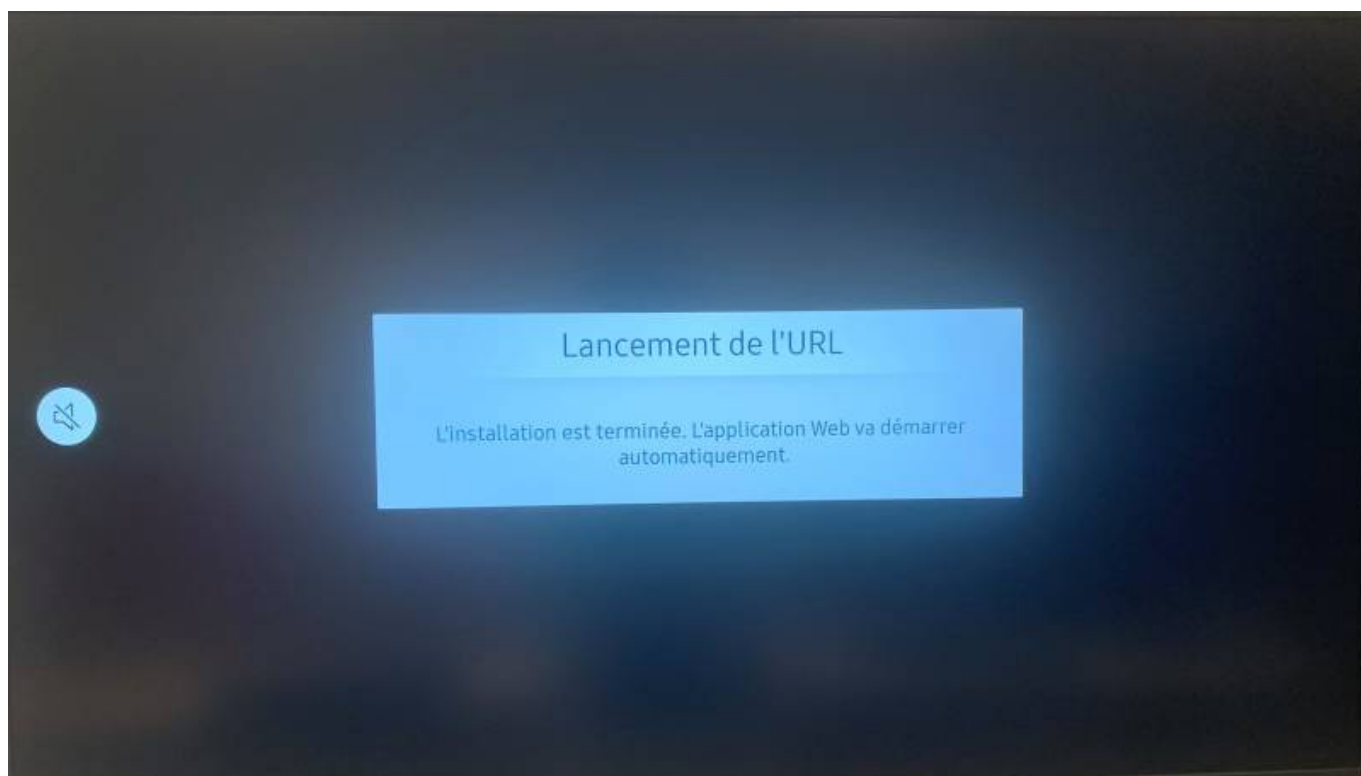 Lancement de l'URL
L'installation est terminée. L'application Web va démarrer
automatiquement.